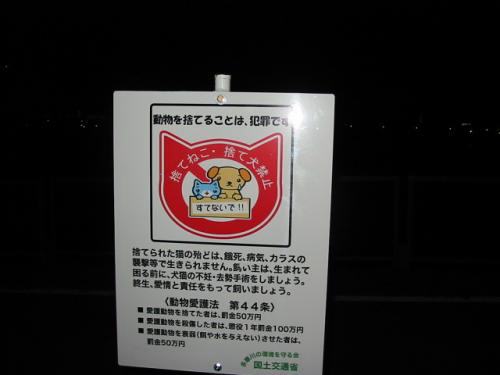 動物を捨てることは、犯罪です
捨てねこ・捨て犬禁止
すてないで!!
捨てられた猫の殆どは、餓死、病気、カラスの
襲撃等で生きられません。飼い主は、生まれて
困る前に、犬猫の不妊・去勢手術をしましょう。
終生、愛情と責任をもって飼いましょう。
〈動物愛護法 第44条〉
■ 愛護動物を捨てた者は、罰金50万円
■ 愛護動物を殺傷した者は、懲役1年罰金100万円
■ 愛護動物を衰弱(餌や水を与えない)させた者は、
罰金50万円
多摩川の環境を守る会
国土交通省